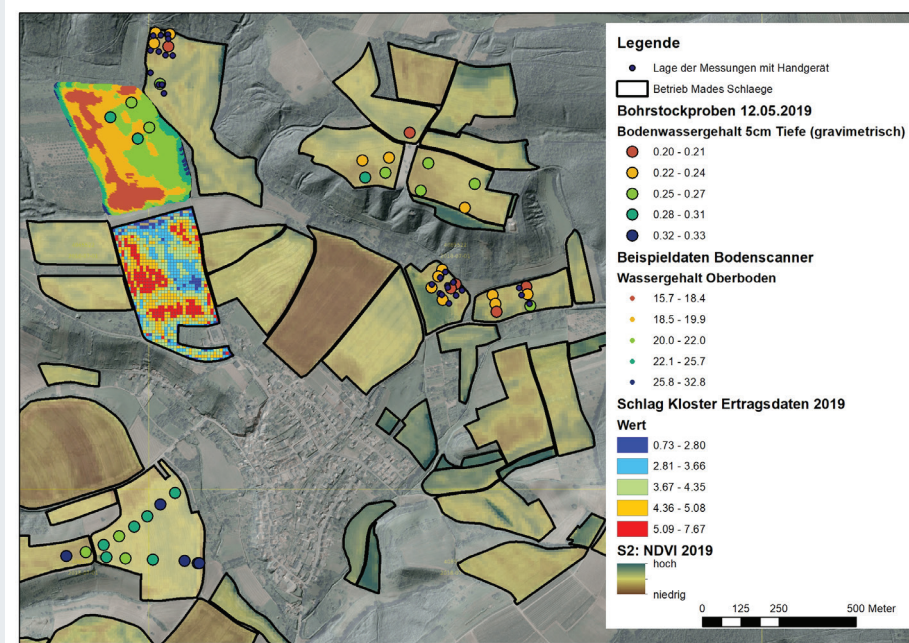 Legende
Lage der Messungen mit Handgerät
Betrieb Mades Schlaege
Bohrstockproben 12.05.2019
Bodenwassergehalt 5cm Tiefe (gravimetrisch)
0.20 - 0.21
0.22 - 0.24
0.25 - 0.27
0.28 - 0.31
0.32 - 0.33
Beispieldaten Bodenscanner
Wassergehalt Oberboden
15.7 - 18.4
18.5 - 19.9
20.0 - 22.0
22.1 - 25.7
25.8 - 32.8
Schlag Kloster Ertragsdaten 2019
Wert
0.73 - 2.80
2.81 - 3.66
3.67 - 4.35
4.36 - 5.08
5.09 - 7.67
S2: NDVI 2019
hoch
niedrig
0 125 250 500 Meter